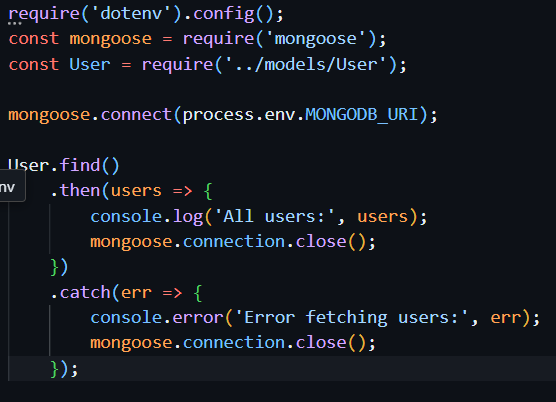 require('dotenv').config();
const mongoose = require('mongoose');
const User = require('../models/User');
mongoose.connect(process.env.MONGODB_URI);
User.find()
nv
.then(users => {
console.log('All users:', users);
mongoose.connection.close();
})
.catch(err => {
console.error('Error fetching users:', err);
mongoose.connection.close();
});